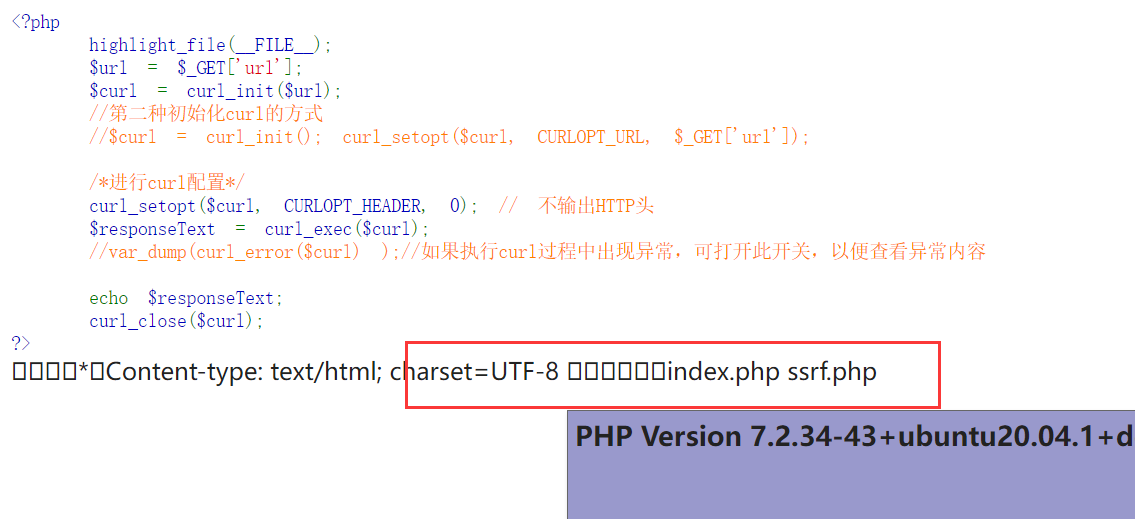 <?php
highlight_file(__FILE__);
$url = $_GET['url'];
$curl = curl_init($url);
//第二种初始化curl的方式
//$curl = curl_init(); curl_setopt($curl, CURLOPT_URL, $_GET['url']);
/*进行curl配置*/
curl_setopt($curl, CURLOPT_HEADER, 0); // 不输出HTTP头
$responseText = curl_exec($curl);
//var_dump(curl_error($curl) );//如果执行curl过程中出现异常，可打开此开关，以便查看异常内容
echo $responseText;
curl_close($curl);
?>
□□□□*□Content-type: text/html; charset=UTF-8 □□□□□□index.php ssrf.php
PHP Version 7.2.34-43+ubuntu20.04.1+d